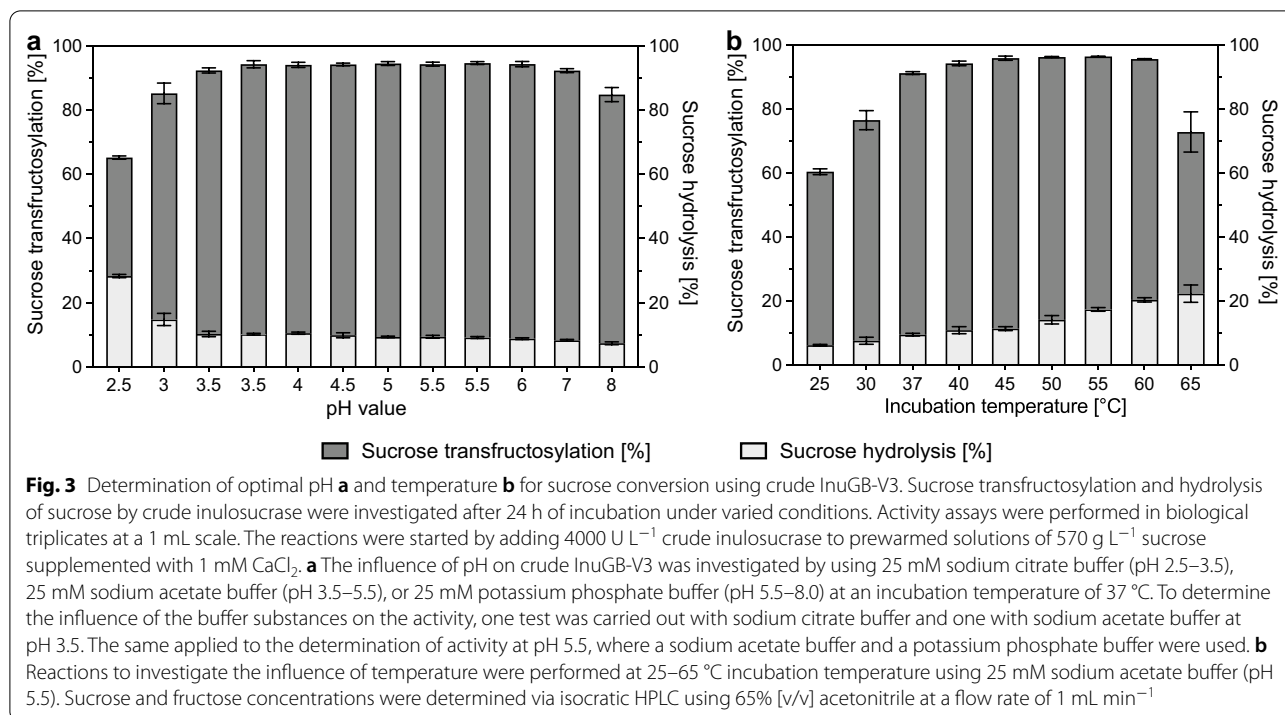 a
b
100
80
60
40
20
0
Sucrose transfructosylation [%]
100
80
60
40
20
0
Sucrose hydrolysis [%]
2.5 3 3.5 3.5 4 4.5 5 5.5 5.5 6 7 8
pH value
100
80
60
40
20
0
Sucrose transfructosylation [%]
100
80
60
40
20
0
Sucrose hydrolysis [%]
25 30 37 40 45 50 55 60 65
Incubation temperature [°C]
Sucrose transfructosylation [%] Sucrose hydrolysis [%]
Fig. 3 Determination of optimal pH a and temperature b for sucrose conversion using crude InuGB-V3. Sucrose transfructosylation and hydrolysis
of sucrose by crude inulosucrase were investigated after 24 h of incubation under varied conditions. Activity assays were performed in biological
triplicates at a 1 mL scale. The reactions were started by adding 4000 U L⁻¹ crude inulosucrase to prewarmed solutions of 570 g L⁻¹ sucrose
supplemented with 1 mM CaCl₂. a The influence of pH on crude InuGB-V3 was investigated by using 25 mM sodium citrate buffer (pH 2.5–3.5),
25 mM sodium acetate buffer (pH 3.5–5.5), or 25 mM potassium phosphate buffer (pH 5.5–8.0) at an incubation temperature of 37 °C. To determine
the influence of the buffer substances on the activity, one test was carried out with sodium citrate buffer and one with sodium acetate buffer at
pH 3.5. The same applied to the determination of activity at pH 5.5, where a sodium acetate buffer and a potassium phosphate buffer were used. b
Reactions to investigate the influence of temperature were performed at 25–65 °C incubation temperature using 25 mM sodium acetate buffer (pH
5.5). Sucrose and fructose concentrations were determined via isocratic HPLC using 65% [v/v] acetonitrile at a flow rate of 1 mL min⁻¹